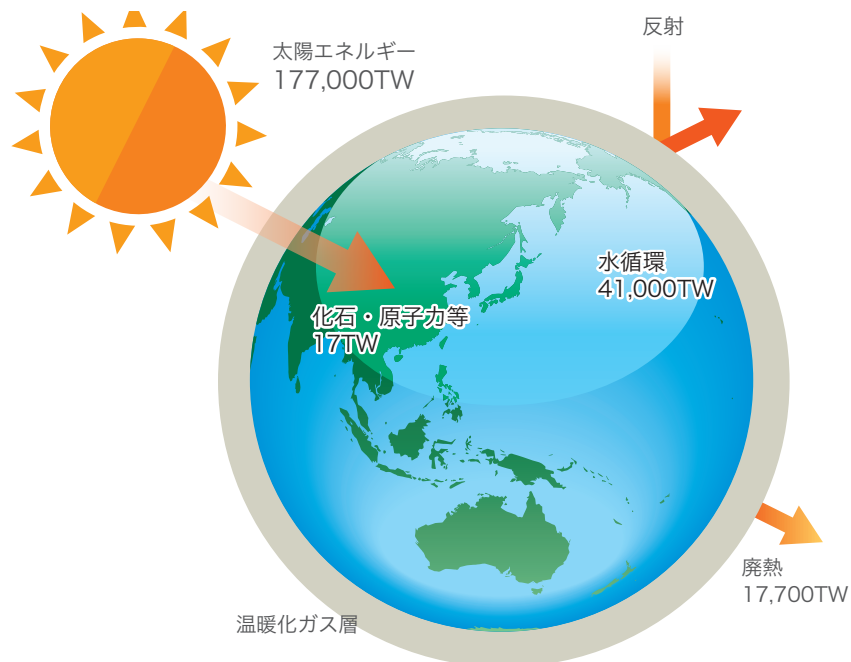 太陽エネルギー
177,000TW
反射
水循環
41,000TW
化石・原子力等
17TW
廃熱
17,700TW
温暖化ガス層